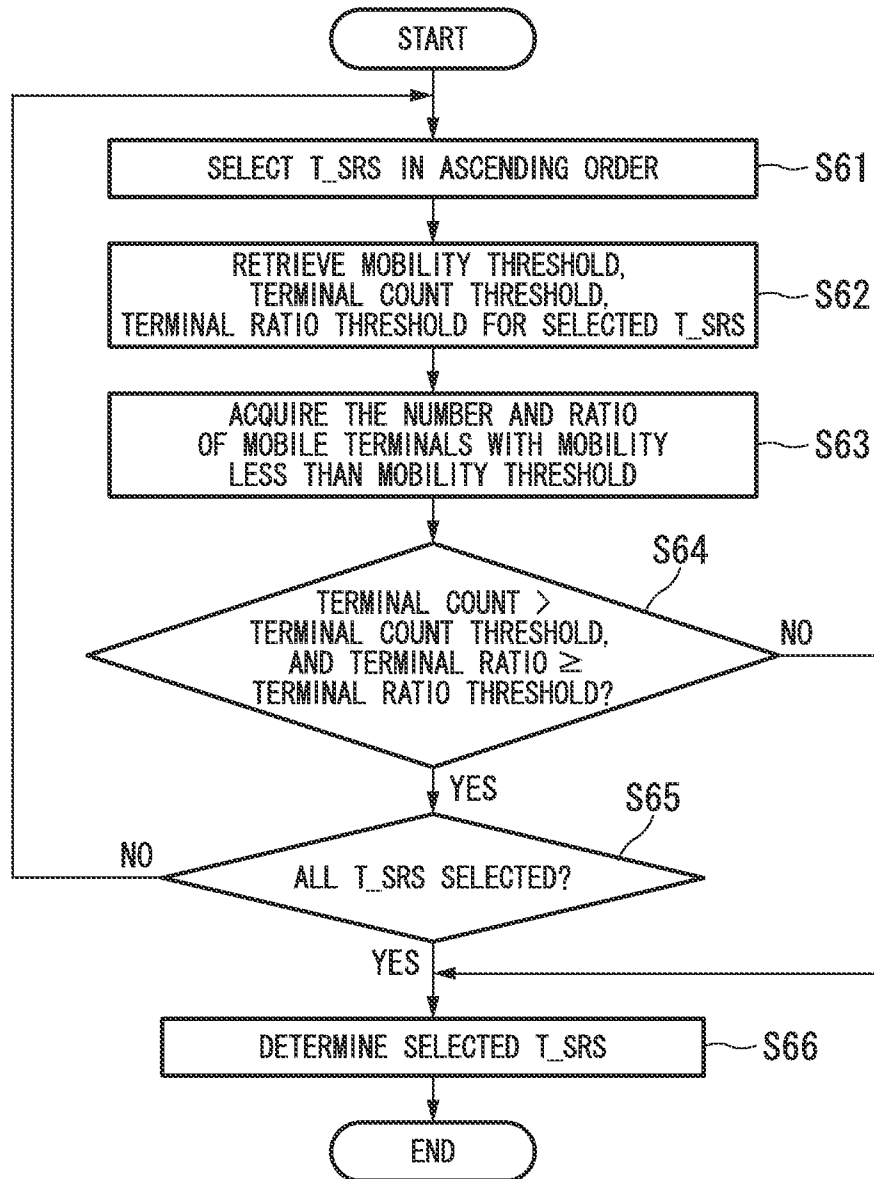 START
SELECT T_SRS IN ASCENDING ORDER
S61
RETRIEVE MOBILITY THRESHOLD,
TERMINAL COUNT THRESHOLD,
TERMINAL RATIO THRESHOLD FOR SELECTED T_SRS
S62
ACQUIRE THE NUMBER AND RATIO
OF MOBILE TERMINALS WITH MOBILITY
LESS THAN MOBILITY THRESHOLD
S63
S64
TERMINAL COUNT >
TERMINAL COUNT THRESHOLD,
AND TERMINAL RATIO ≥
TERMINAL RATIO THRESHOLD?
NO
YES
S65
NO
ALL T_SRS SELECTED?
YES
DETERMINE SELECTED T_SRS
S66
END